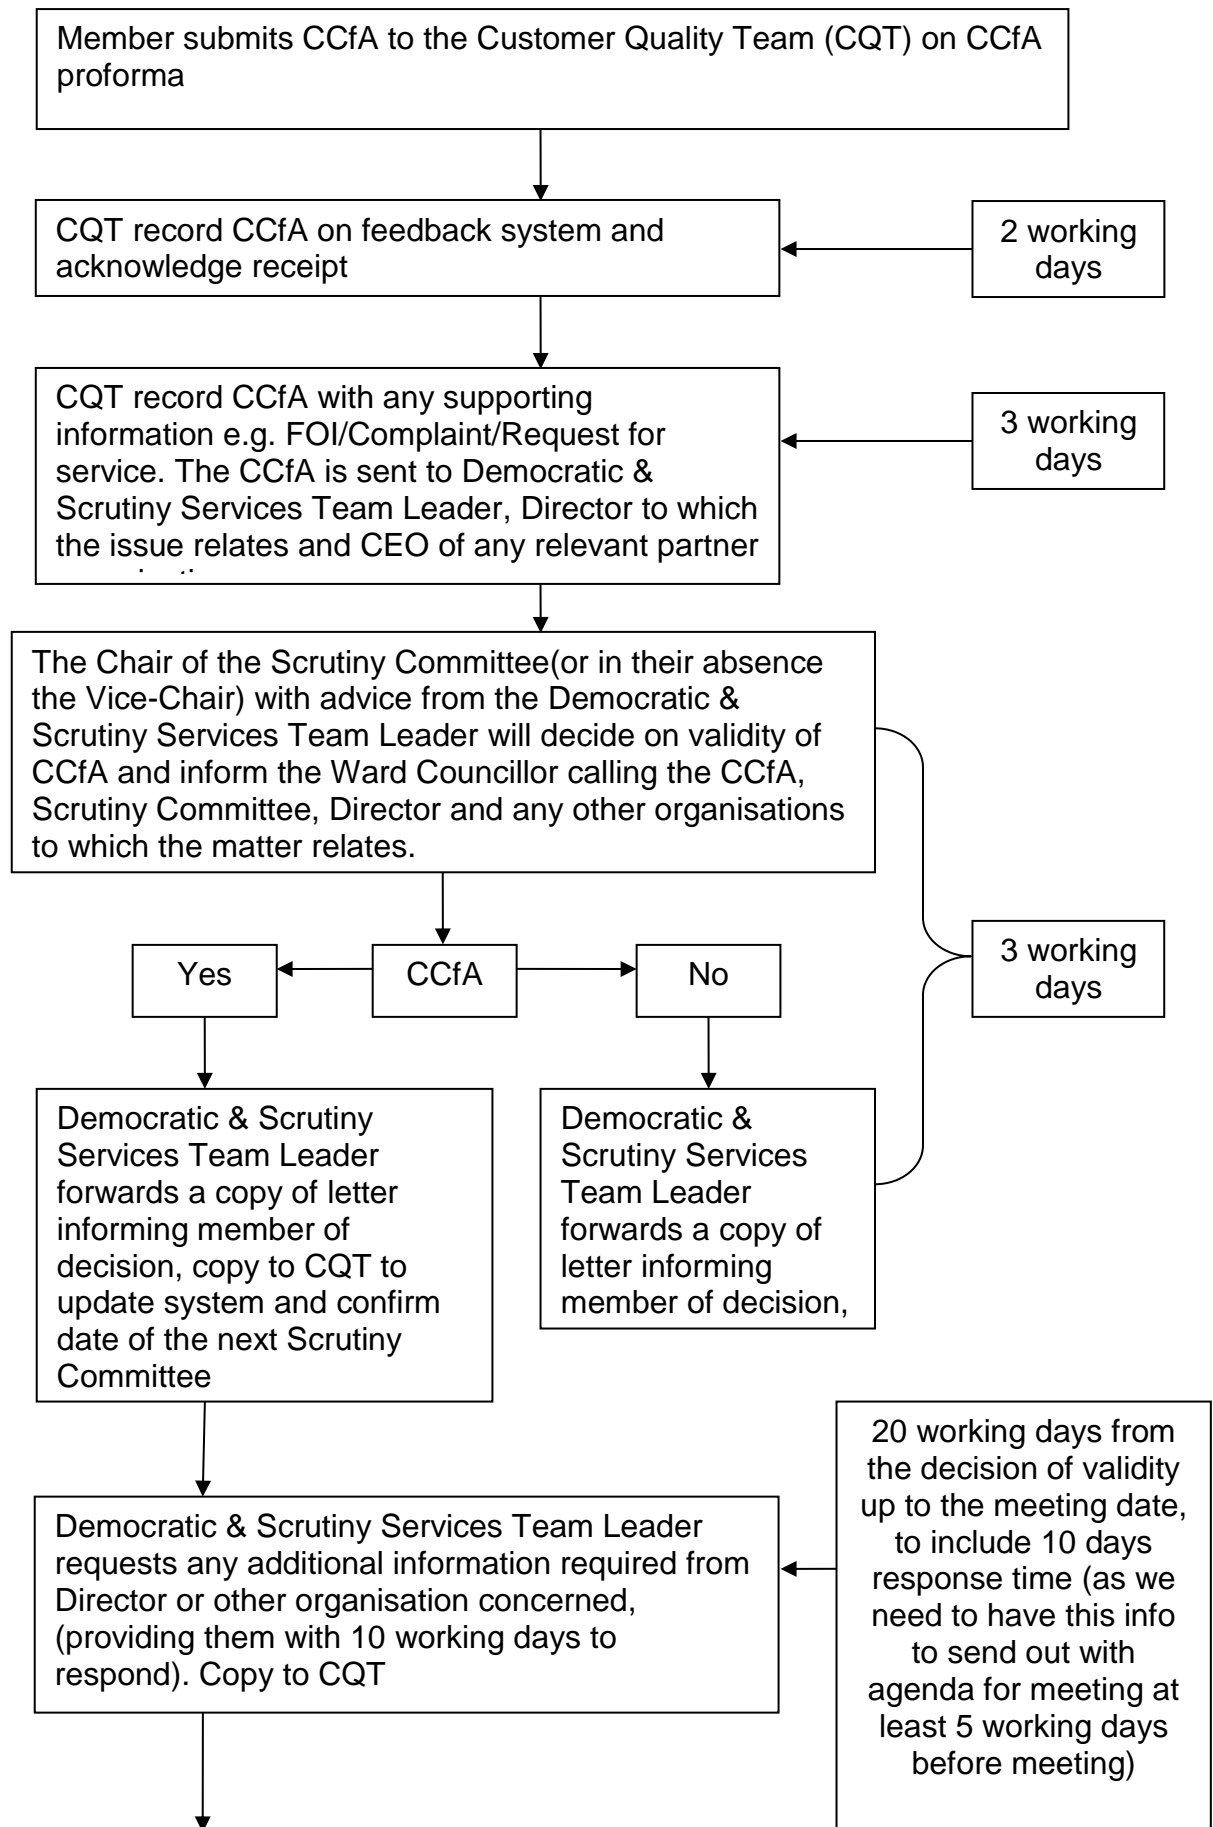 Member submits CCfA to the Customer Quality Team (CQT) on CCfA
proforma
CQT record CCfA on feedback system and
acknowledge receipt
2 working
days
CQT record CCfA with any supporting
information e.g. FOI/Complaint/Request for
service. The CCfA is sent to Democratic &
Scrutiny Services Team Leader, Director to which
the issue relates and CEO of any relevant partner
3 working
days
The Chair of the Scrutiny Committee(or in their absence
the Vice-Chair) with advice from the Democratic &
Scrutiny Services Team Leader will decide on validity of
CCfA and inform the Ward Councillor calling the CCfA,
Scrutiny Committee, Director and any other organisations
to which the matter relates.
Yes
CCfA
No
3 working
days
Democratic & Scrutiny
Services Team Leader
forwards a copy of letter
informing member of
decision, copy to CQT to
update system and confirm
date of the next Scrutiny
Committee
Democratic &
Scrutiny Services
Team Leader
forwards a copy of
letter informing
member of decision,
Democratic & Scrutiny Services Team Leader
requests any additional information required from
Director or other organisation concerned,
(providing them with 10 working days to
respond). Copy to CQT
20 working days from
the decision of validity
up to the meeting date,
to include 10 days
response time (as we
need to have this info
to send out with
agenda for meeting at
least 5 working days
before meeting)